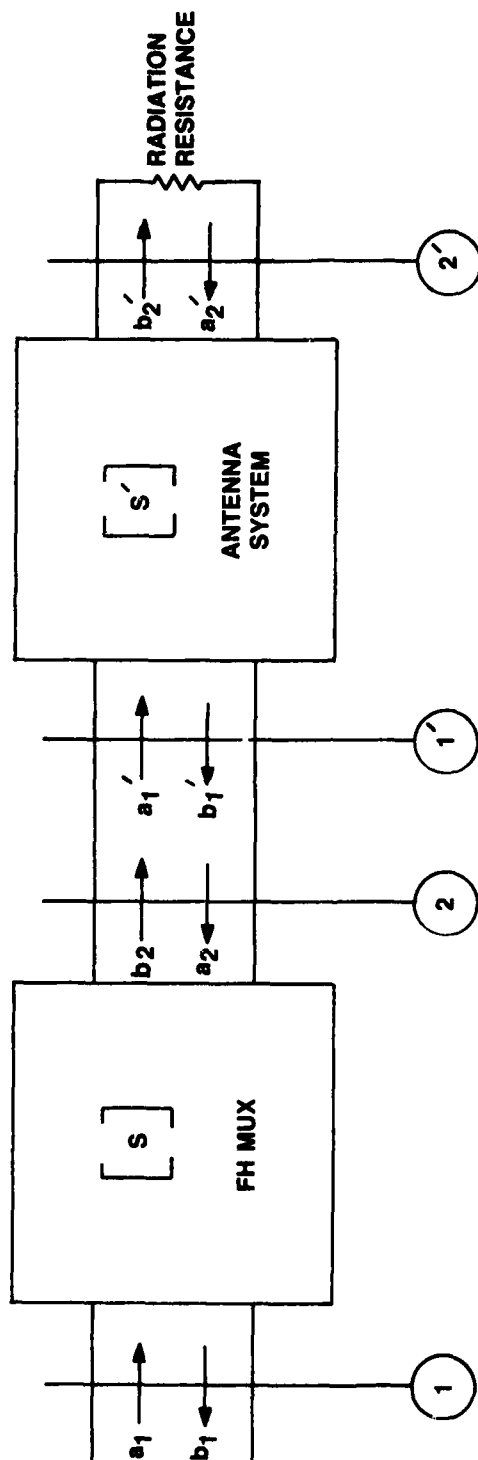 a1
b1
1
[S]
FH MUX
b2
a2
2
a1′
b1′
1′
[S′]
ANTENNA
SYSTEM
b2′
a2′
2′
RADIATION
RESISTANCE